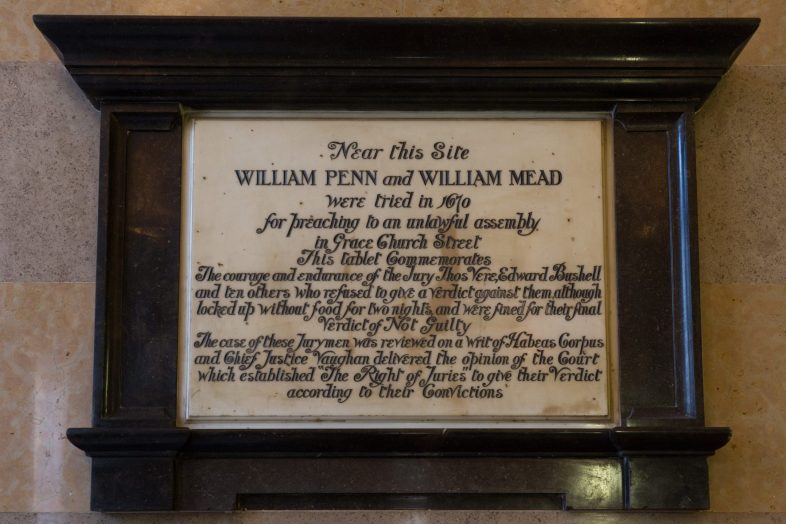 Near this Site
WILLIAM PENN and WILLIAM MEAD
were tried in 1670
for preaching to an unlawful assembly
in Grace Church Street
This tablet Commemorates
The courage and endurance of the Jury Thos Vere, Edward Bushell
and ten others who refused to give a verdict against them, although
locked up without food for two nights, and were fined for their final
Verdict of Not Guilty
The case of these Jurymen was reviewed on a Writ of Habeas Corpus
and Chief Justice Vaughan delivered the opinion of the Court
which established "The Right of Juries" to give their Verdict
according to their Convictions